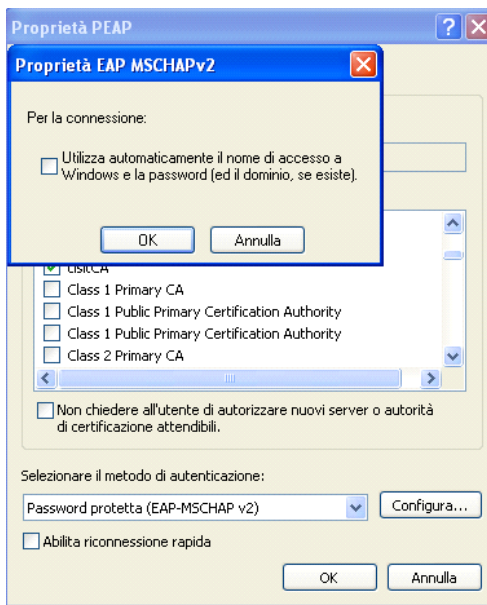 Proprietà PEAP
Proprietà EAP MSCHAPv2
Per la connessione:
Utilizza automaticamente il nome di accesso a
Windows e la password (ed il dominio, se esiste).
OK
Annulla
CisitCA
Class 1 Primary CA
Class 1 Public Primary Certification Authority
Class 1 Public Primary Certification Authority
Class 2 Primary CA
Non chiedere all'utente di autorizzare nuovi server o autorità
di certificazione attendibili.
Selezionare il metodo di autenticazione:
Password protetta (EAP-MSCHAP v2)
Configura...
Abilita riconnessione rapida
OK
Annulla